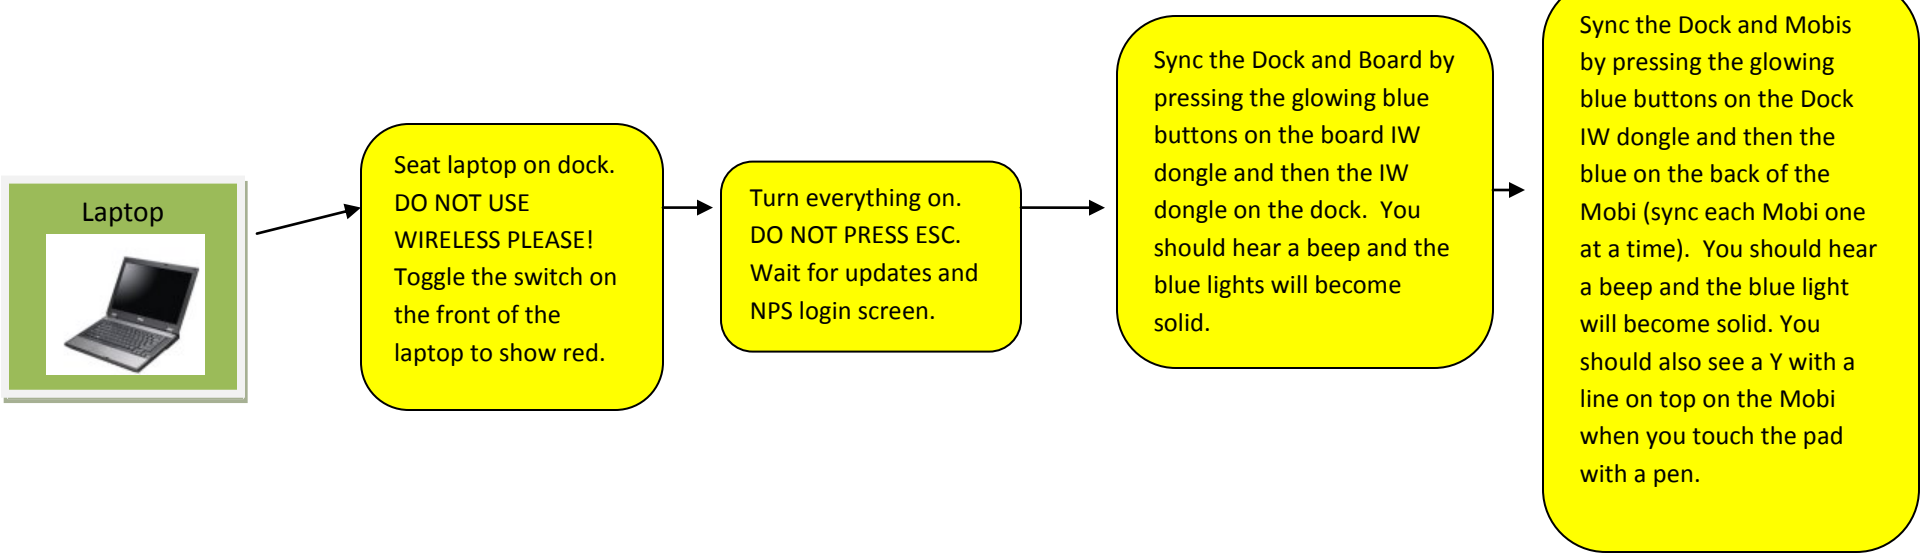 Laptop
Seat laptop on dock.
DO NOT USE
WIRELESS PLEASE!
Toggle the switch on
the front of the
laptop to show red.
Turn everything on.
DO NOT PRESS ESC.
Wait for updates and
NPS login screen.
Sync the Dock and Board by
pressing the glowing blue
buttons on the board IW
dongle and then the IW
dongle on the dock.  You
should hear a beep and the
blue lights will become
solid.
Sync the Dock and Mobis
by pressing the glowing
blue buttons on the Dock
IW dongle and then the
blue on the back of the
Mobi (sync each Mobi one
at a time).  You should hear
a beep and the blue light
will become solid. You
should also see a Y with a
line on top on the Mobi
when you touch the pad
with a pen.